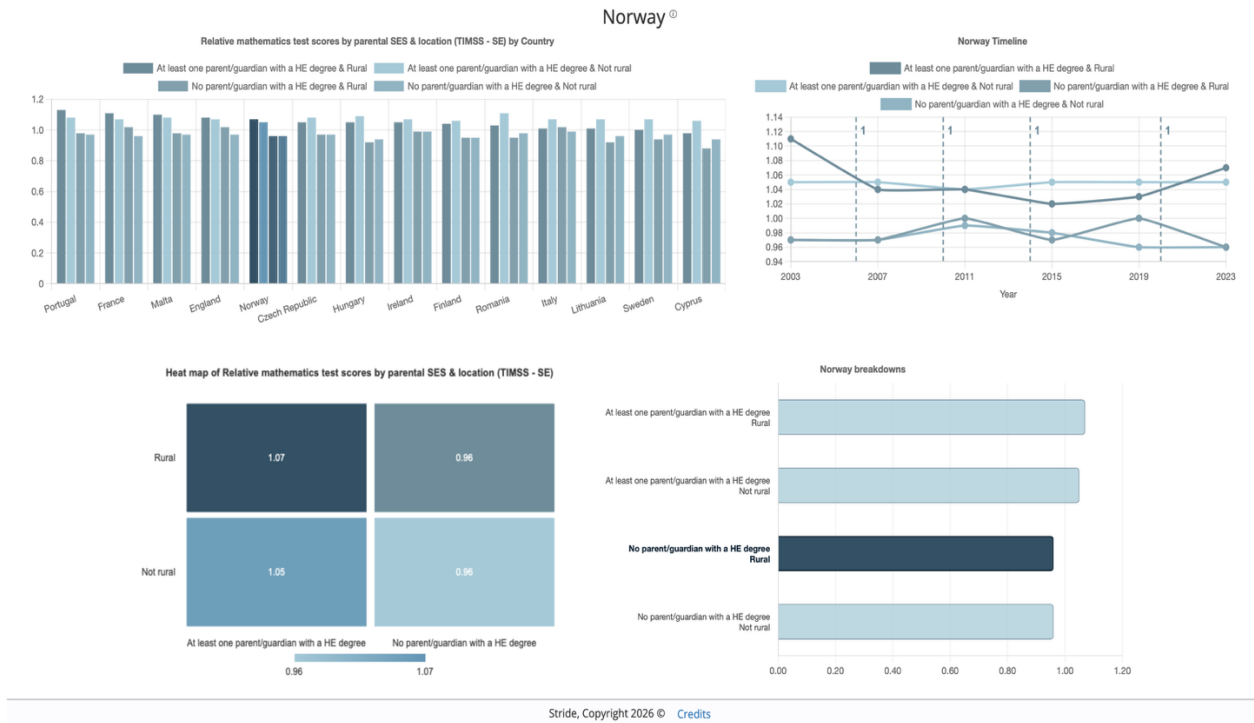 Norway ⓘ
Relative mathematics test scores by parental SES & location (TIMSS - SE) by Country
At least one parent/guardian with a HE degree & Rural
At least one parent/guardian with a HE degree & Not rural
No parent/guardian with a HE degree & Rural
No parent/guardian with a HE degree & Not rural
1.2
1.0
0.8
0.6
0.4
0.2
0
Portugal
France
Malta
England
Norway
Czech Republic
Hungary
Ireland
Finland
Romania
Italy
Lithuania
Sweden
Cyprus
Norway Timeline
At least one parent/guardian with a HE degree & Rural
At least one parent/guardian with a HE degree & Not rural
No parent/guardian with a HE degree & Rural
No parent/guardian with a HE degree & Not rural
1.14
1.12
1.10
1.08
1.06
1.04
1.02
1.00
0.98
0.96
0.94
1
1
1
1
2003
2007
2011
2015
2019
2023
Year
Heat map of Relative mathematics test scores by parental SES & location (TIMSS - SE)
Rural
1.07
0.96
Not rural
1.05
0.96
At least one parent/guardian with a HE degree
No parent/guardian with a HE degree
0.96
1.07
Norway breakdowns
At least one parent/guardian with a HE degree
Rural
At least one parent/guardian with a HE degree
Not rural
No parent/guardian with a HE degree
Rural
No parent/guardian with a HE degree
Not rural
0.00
0.20
0.40
0.60
0.80
1.00
1.20
Stride, Copyright 2026 © Credits